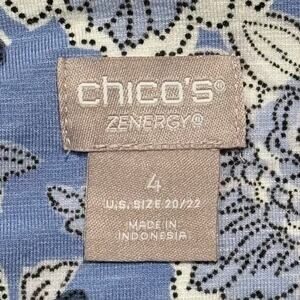 chico's®
ZENERGY®
4
U.S. SIZE 20/22
MADE IN
INDONESIA